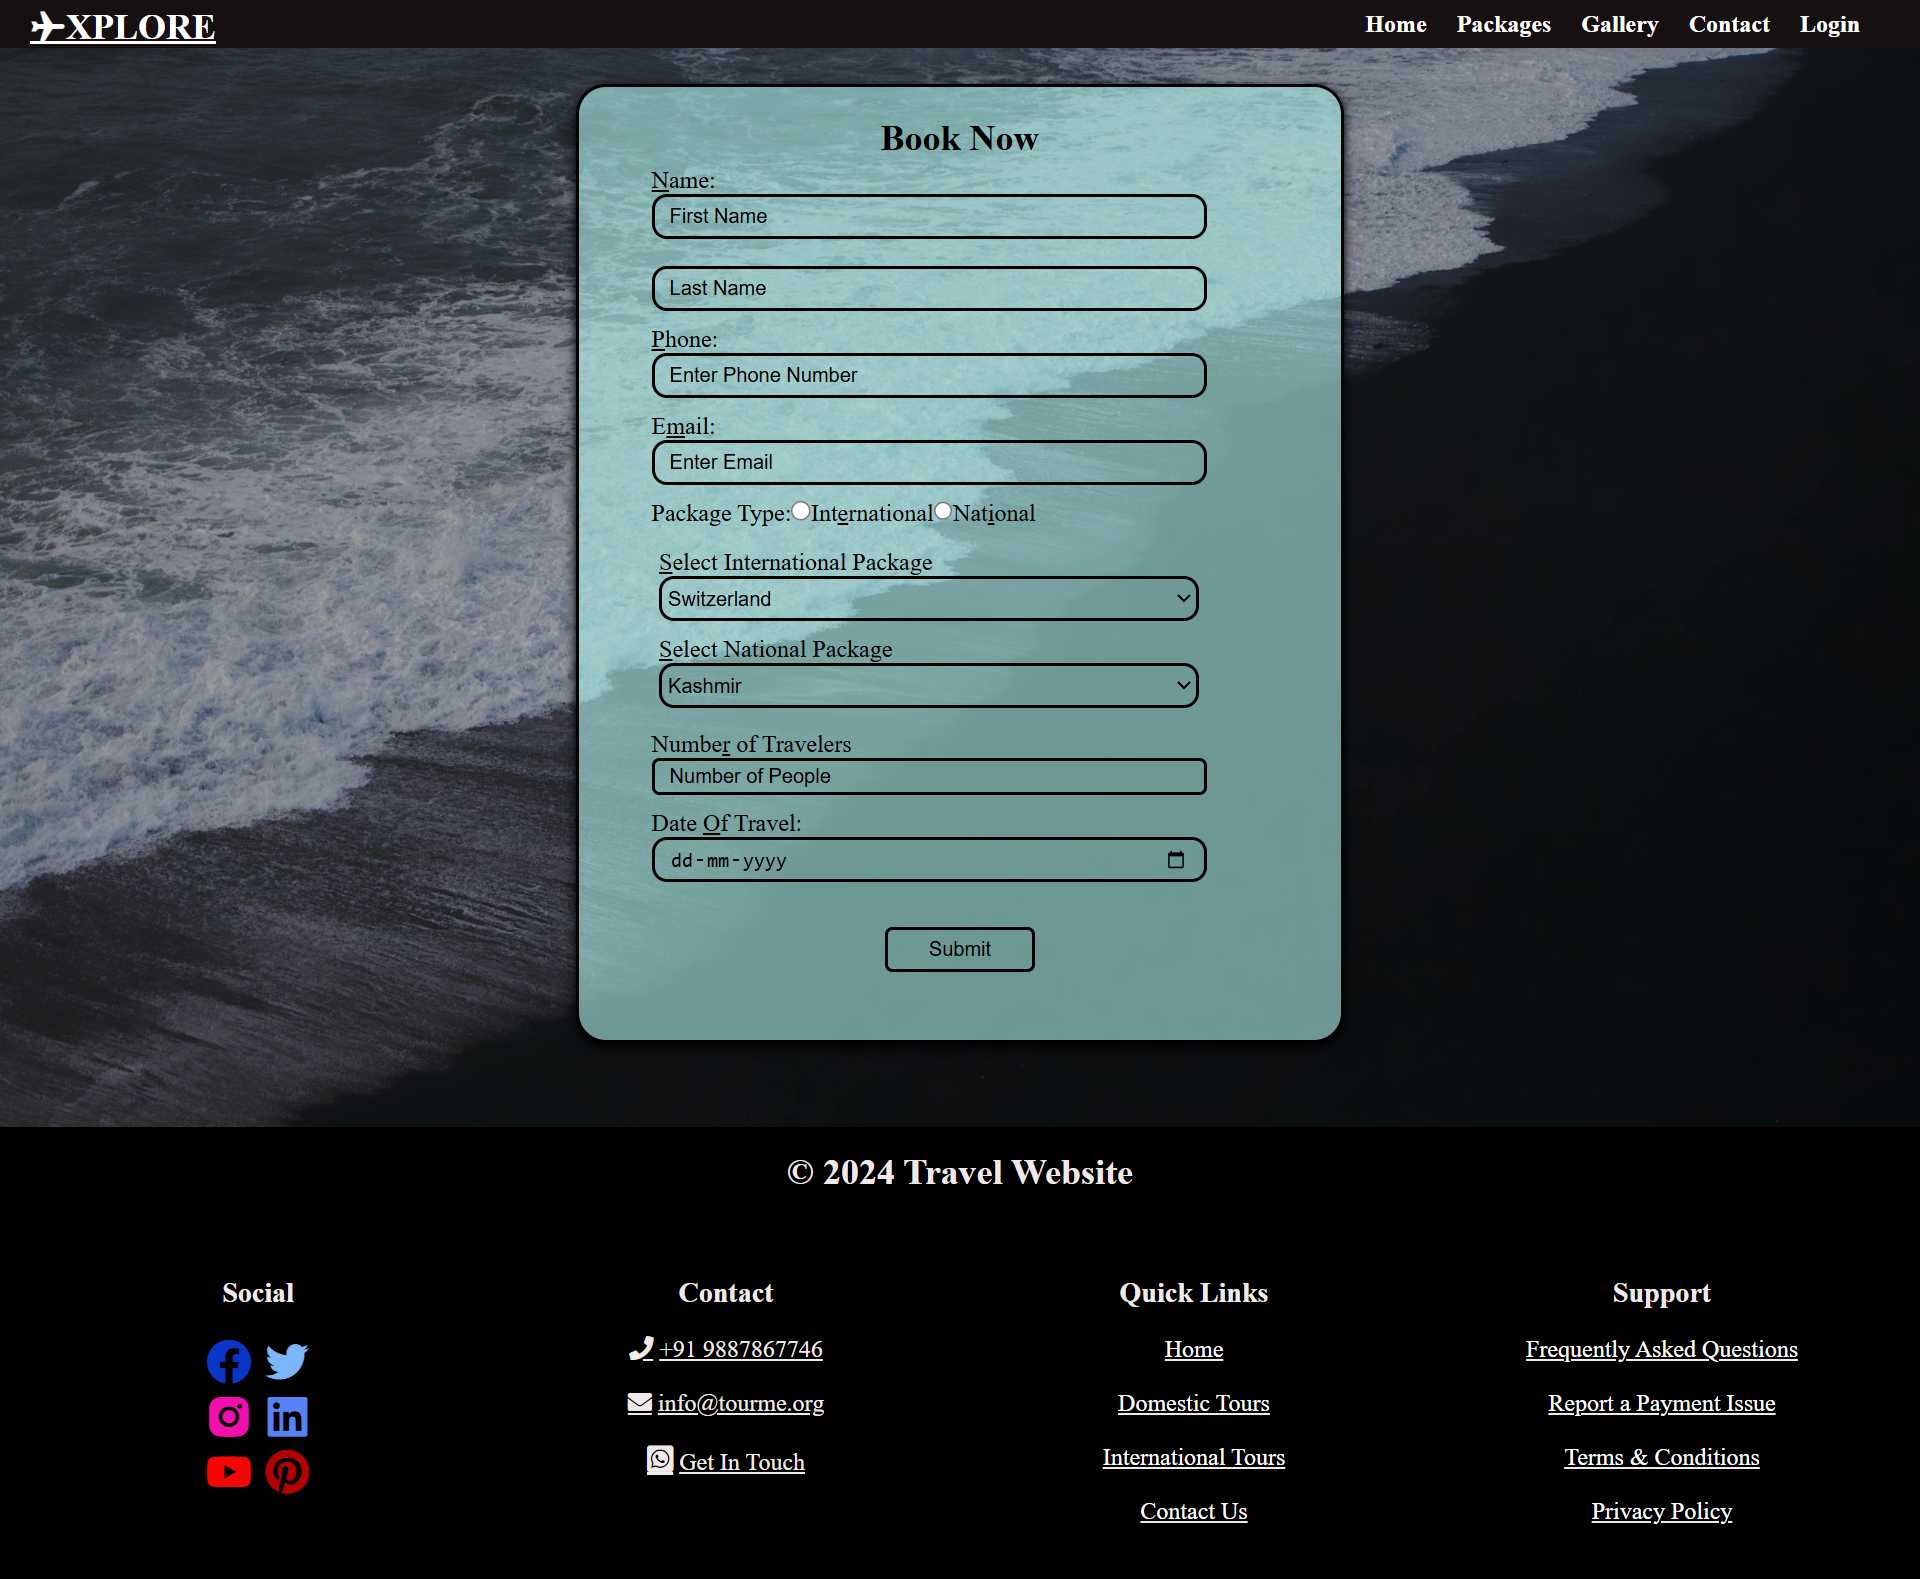 XPLORE
Home Packages Gallery Contact Login
Book Now
Name:
First Name
Last Name
Phone:
Enter Phone Number
Email:
Enter Email
Package Type: International National
Select International Package
Switzerland
Select National Package
Kashmir
Number of Travelers
Number of People
Date Of Travel:
dd-mm-yyyy
Submit
© 2024 Travel Website
Social
Contact
+91 9887867746
info@tourme.org
Get In Touch
Quick Links
Home
Domestic Tours
International Tours
Contact Us
Support
Frequently Asked Questions
Report a Payment Issue
Terms & Conditions
Privacy Policy